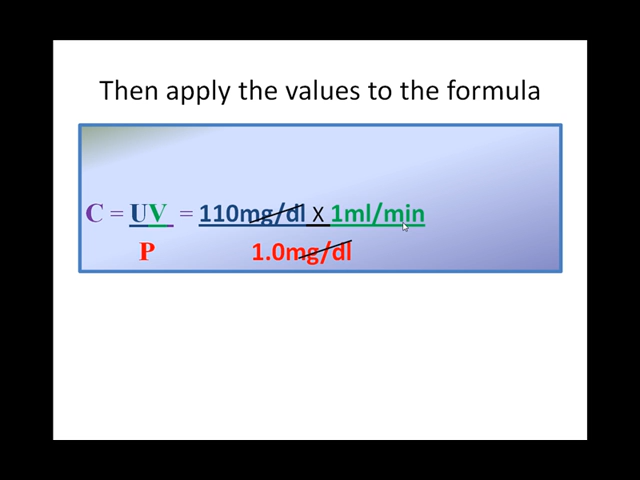 Then apply the values to the formula
C = UV = 110mg/dl X 1ml/min
P 1.0mg/dl